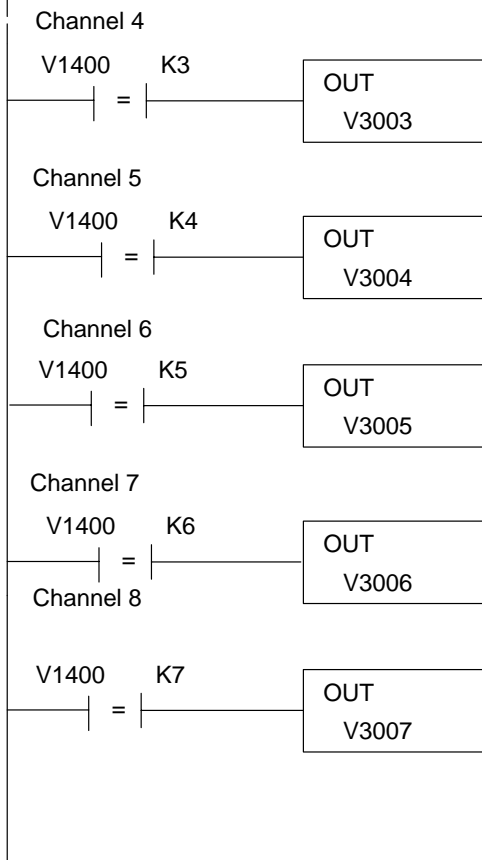 Channel 4
V1400 K3
= OUT
V3003
Channel 5
V1400 K4
= OUT
V3004
Channel 6
V1400 K5
= OUT
V3005
Channel 7
V1400 K6
= OUT
V3006
Channel 8
V1400 K7
= OUT
V3007